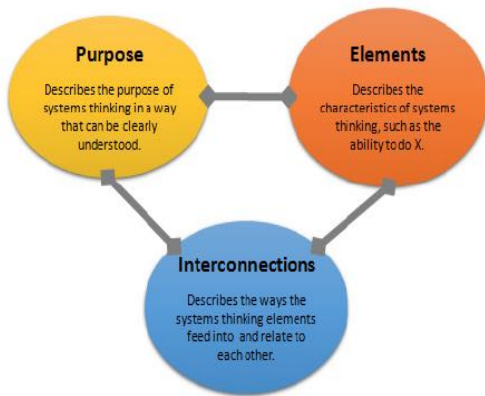 Purpose
Describes the purpose of
systems thinking in a way
that can be clearly
understood.
Elements
Describes the
characteristics of systems
thinking, such as the
ability to do X.
Interconnections
Describes the ways the
systems thinking elements
feed into and relate to
each other.